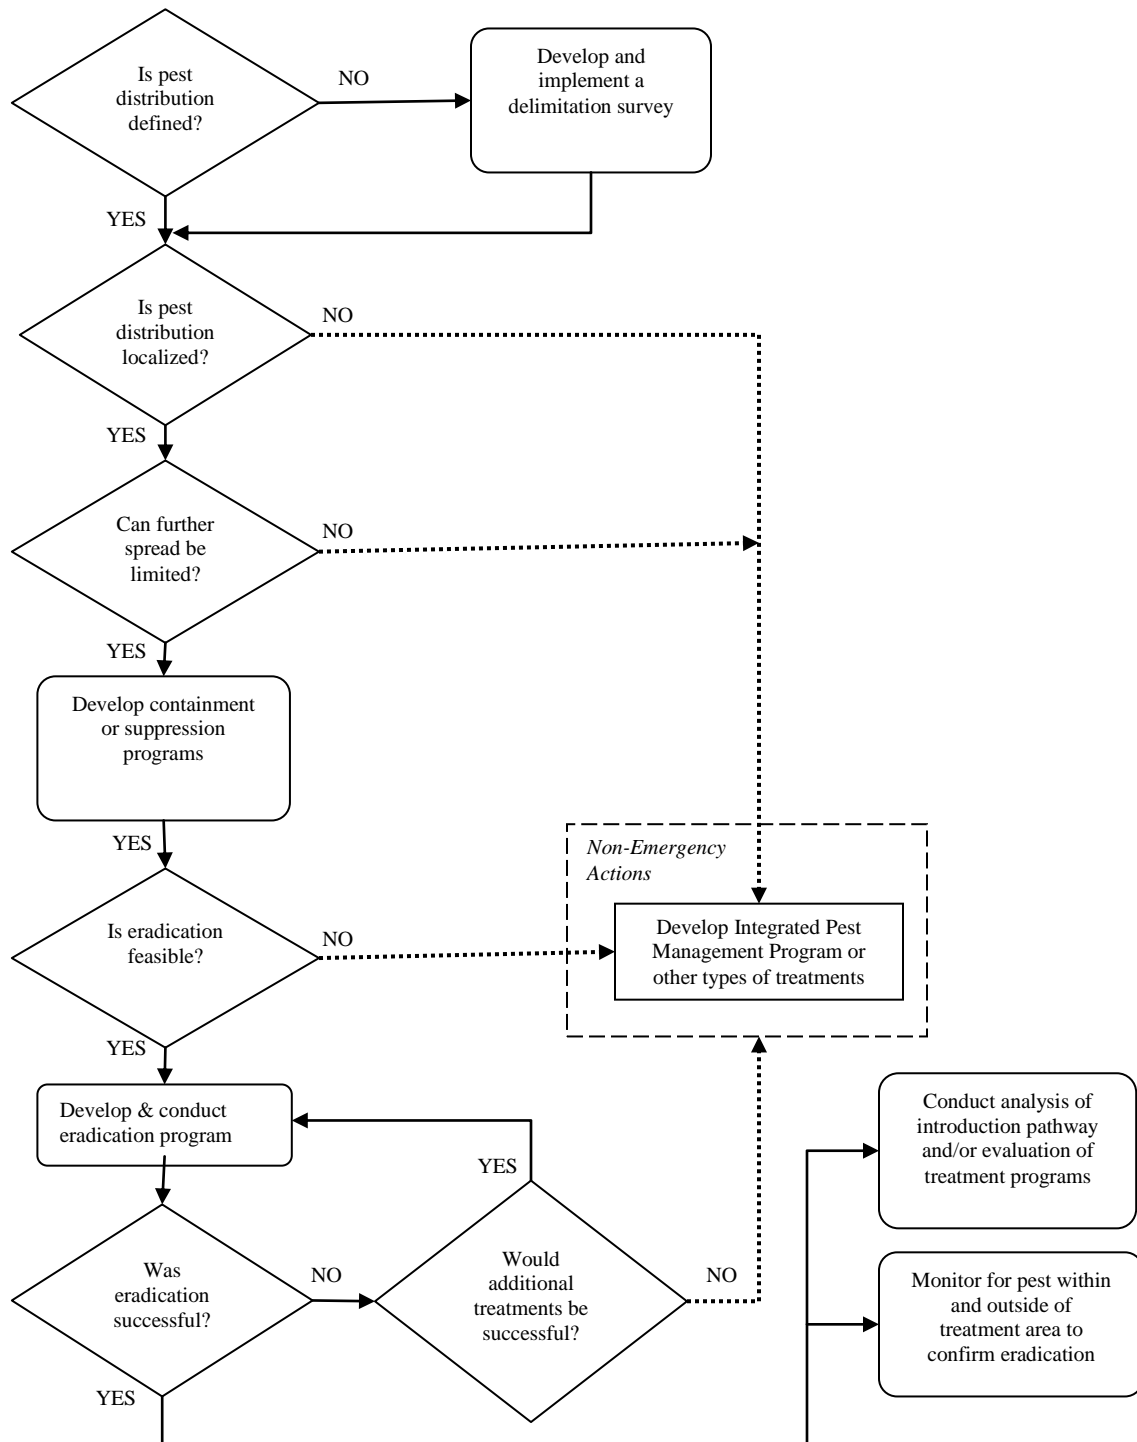 Is pest
distribution
defined?
NO
Develop and
implement a
delimitation survey
YES
Is pest
distribution
localized?
NO
YES
Can further
spread be
limited?
NO
YES
Develop containment
or suppression
programs
YES
Non-Emergency
Actions
Is eradication
feasible?
NO
Develop Integrated Pest
Management Program or
other types of treatments
YES
Develop & conduct
eradication program
YES
Conduct analysis of
introduction pathway
and/or evaluation of
treatment programs
Was
eradication
successful?
NO
Would
additional
treatments be
successful?
NO
Monitor for pest within
and outside of
treatment area to
confirm eradication
YES